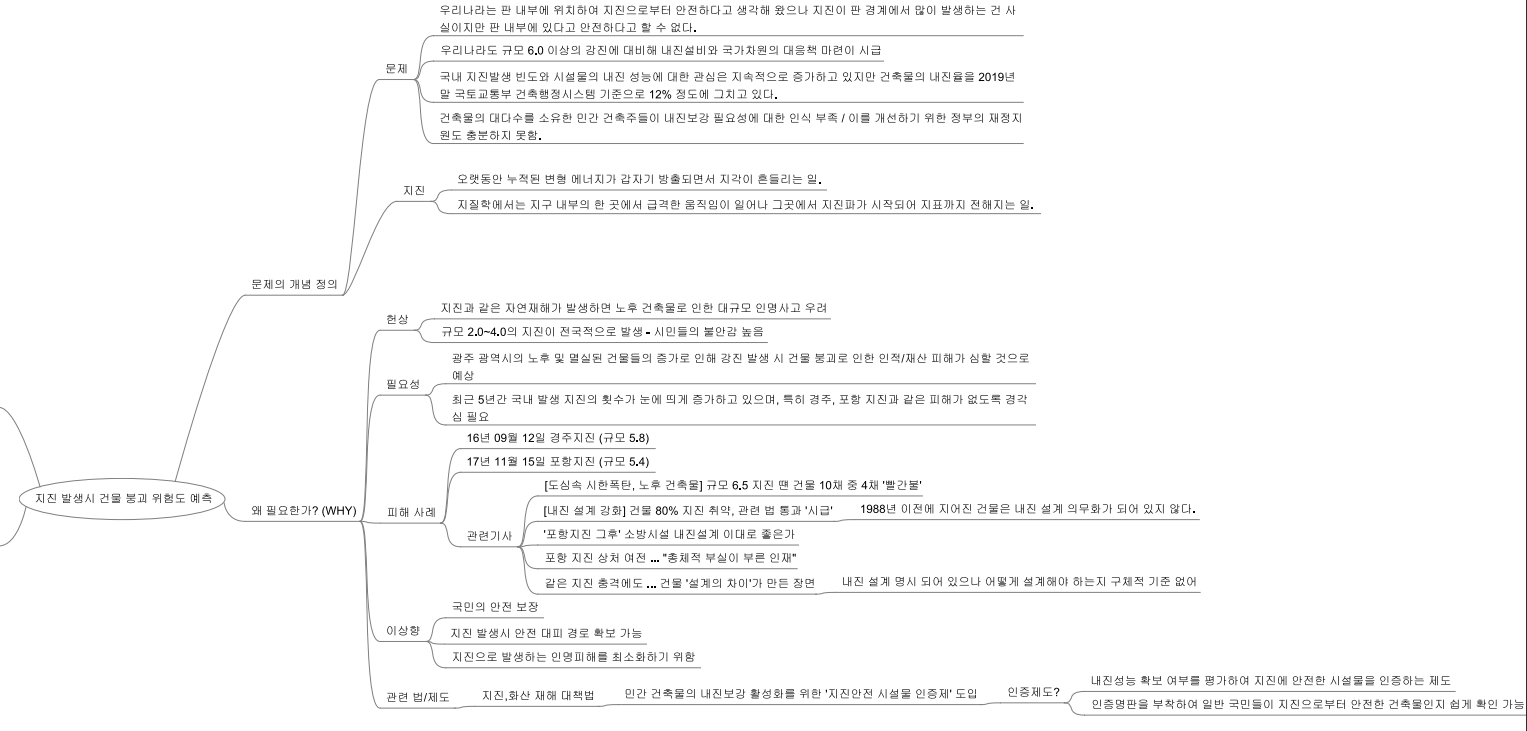 우리나라는 판 내부에 위치하여 지진으로부터 안전하다고 생각해 왔으나 지진이 판 경계에서 많이 발생하는 건 사
실이지만 판 내부에 있다고 안전하다고 할 수 없다.
우리나라도 규모 6.0 이상의 강진에 대비해 내진설비와 국가차원의 대응책 마련이 시급
문제
국내 지진발생 빈도와 시설물의 내진 성능에 대한 관심은 지속적으로 증가하고 있지만 건축물의 내진율을 2019년
말 국토교통부 건축행정시스템 기준으로 12% 정도에 그치고 있다.
건축물의 대다수를 소유한 민간 건축주들이 내진보강 필요성에 대한 인식 부족 / 이를 개선하기 위한 정부의 재정지
원도 충분하지 못함.
오랫동안 누적된 변형 에너지가 갑자기 방출되면서 지각이 흔들리는 일.
지진
지질학에서는 지구 내부의 한 곳에서 급격한 움직임이 일어나 그곳에서 지진파가 시작되어 지표까지 전해지는 일.
문제의 개념 정의
지진과 같은 자연재해가 발생하면 노후 건축물로 인한 대규모 인명사고 우려
현상
규모 2.0~4.0의 지진이 전국적으로 발생 - 시민들의 불안감 높음
광주 광역시의 노후 및 멸실된 건물들의 증가로 인해 강진 발생 시 건물 붕괴로 인한 인적/재산 피해가 심할 것으로
예상
필요성
최근 5년간 국내 발생 지진의 횟수가 눈에 띄게 증가하고 있으며, 특히 경주, 포항 지진과 같은 피해가 없도록 경각
심 필요
16년 09월 12일 경주지진 (규모 5.8)
17년 11월 15일 포항지진 (규모 5.4)
[도심속 시한폭탄, 노후 건축물] 규모 6.5 지진 땐 건물 10채 중 4채 '빨간불'
지진 발생시 건물 붕괴 위험도 예측
왜 필요한가? (WHY)
피해 사례
[내진 설계 강화] 건물 80% 지진 취약, 관련 법 통과 '시급'
1988년 이전에 지어진 건물은 내진 설계 의무화가 되어 있지 않다.
관련기사
'포항지진 그후' 소방시설 내진설계 이대로 좋은가
포항 지진 상처 여전 ... "총체적 부실이 부른 인재"
같은 지진 충격에도 ... 건물 '설계의 차이'가 만든 장면
내진 설계 명시 되어 있으나 어떻게 설계해야 하는지 구체적 기준 없어
국민의 안전 보장
이상향
지진 발생시 안전 대피 경로 확보 가능
지진으로 발생하는 인명피해를 최소화하기 위함
관련 법/제도
지진,화산 재해 대책법
민간 건축물의 내진보강 활성화를 위한 '지진안전 시설물 인증제' 도입
인증제도?
내진성능 확보 여부를 평가하여 지진에 안전한 시설물을 인증하는 제도
인증명판을 부착하여 일반 국민들이 지진으로부터 안전한 건축물인지 쉽게 확인 가능